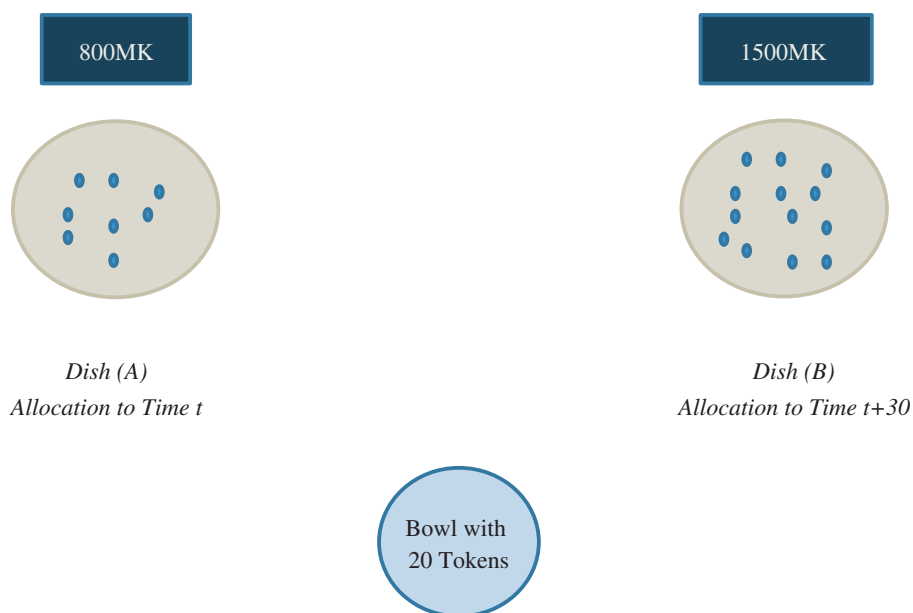 800MK
1500MK
Dish (A)
Allocation to Time t
Dish (B)
Allocation to Time t+30
Bowl with
20 Tokens